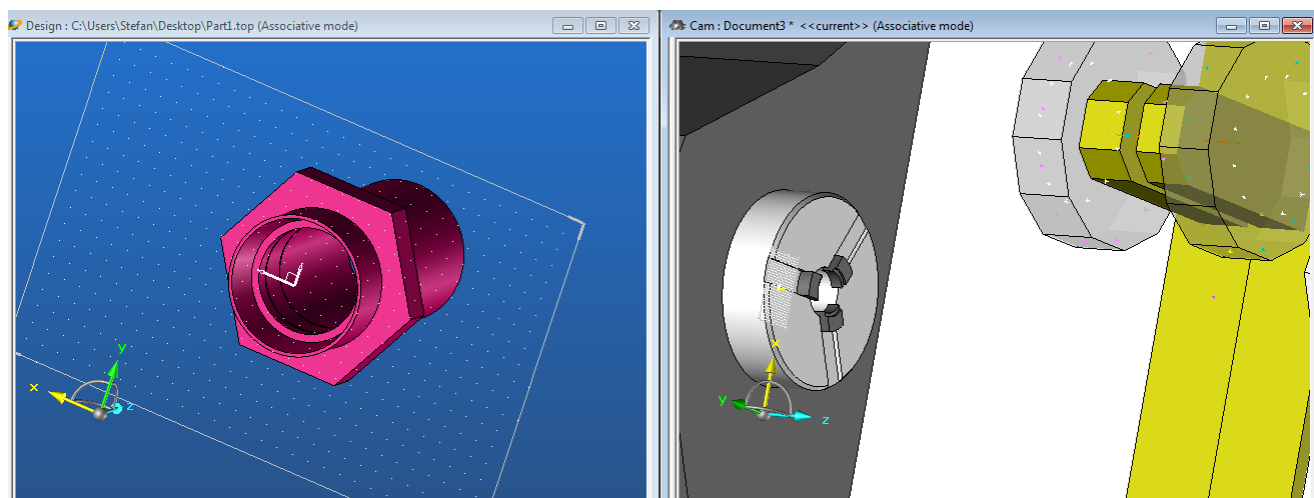 Design : C:\Users\Stefan\Desktop\Part1.top (Associative mode)
Cam : Document3 * <<current>> (Associative mode)
y
x
z
x
y
z